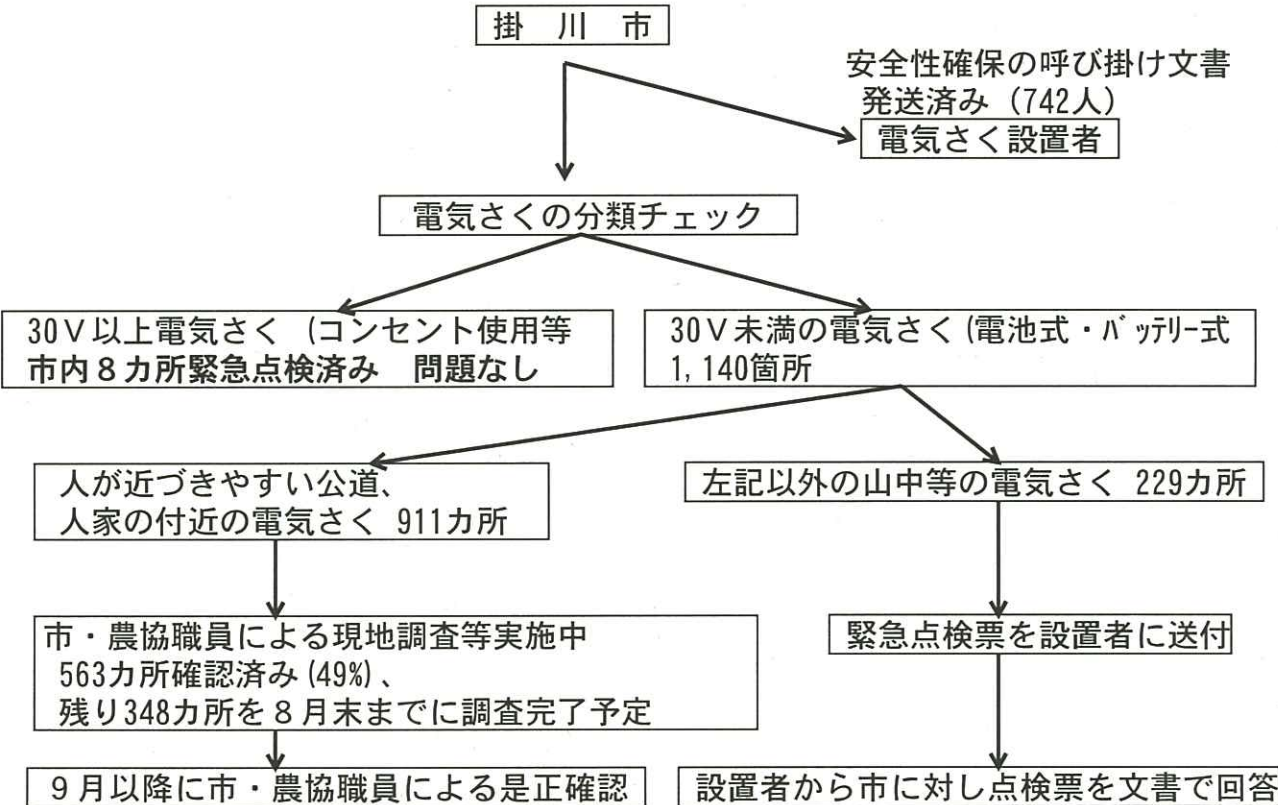 掛 川 市
安全性確保の呼び掛け文書
発送済み (742人)
電気さく設置者
電気さくの分類チェック
30V以上電気さく (コンセント使用等
市内8カ所緊急点検済み 問題なし
30V未満の電気さく(電池式・バッテリー式
1,140箇所
人が近づきやすい公道、
人家の付近の電気さく 911カ所
左記以外の山中等の電気さく 229カ所
市・農協職員による現地調査等実施中
563カ所確認済み(49%)、
残り348カ所を8月末までに調査完了予定
緊急点検票を設置者に送付
9月以降に市・農協職員による是正確認
設置者から市に対し点検票を文書で回答